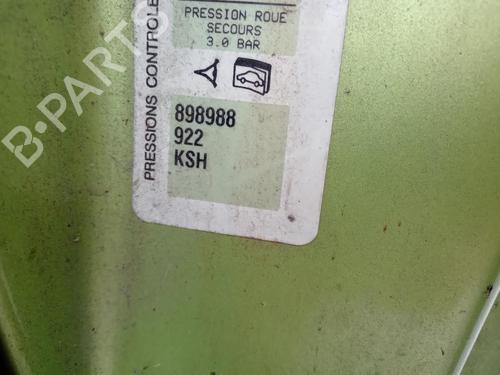 PRESSION ROUE
SECOURS
3.0 BAR
PRESSIONS CONTROLE
898988
922
KSH
B-PARTS